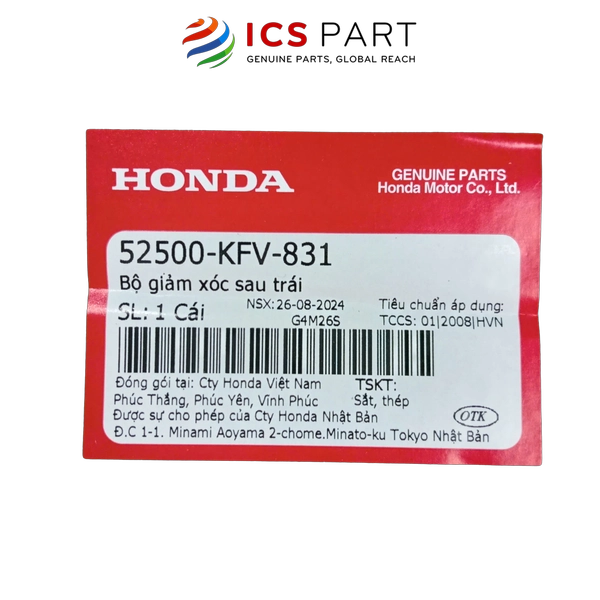 ICS PART
GENUINE PARTS, GLOBAL REACH
HONDA
GENUINE PARTS
Honda Motor Co., Ltd.
52500-KFV-831
Bộ giảm xóc sau trái
SL: 1 Cái
NSX: 26-08-2024
G4M26S
Tiêu chuẩn áp dụng:
TCCS: 01|2008|HVN
Đóng gói tại: Cty Honda Việt Nam
Phúc Thắng, Phúc Yên, Vĩnh Phúc
TSKT:
Sắt, thép
Được sự cho phép của Cty Honda Nhật Bản
Đ.C 1-1. Minami Aoyama 2-chome.Minato-ku Tokyo Nhật Bản
OTK